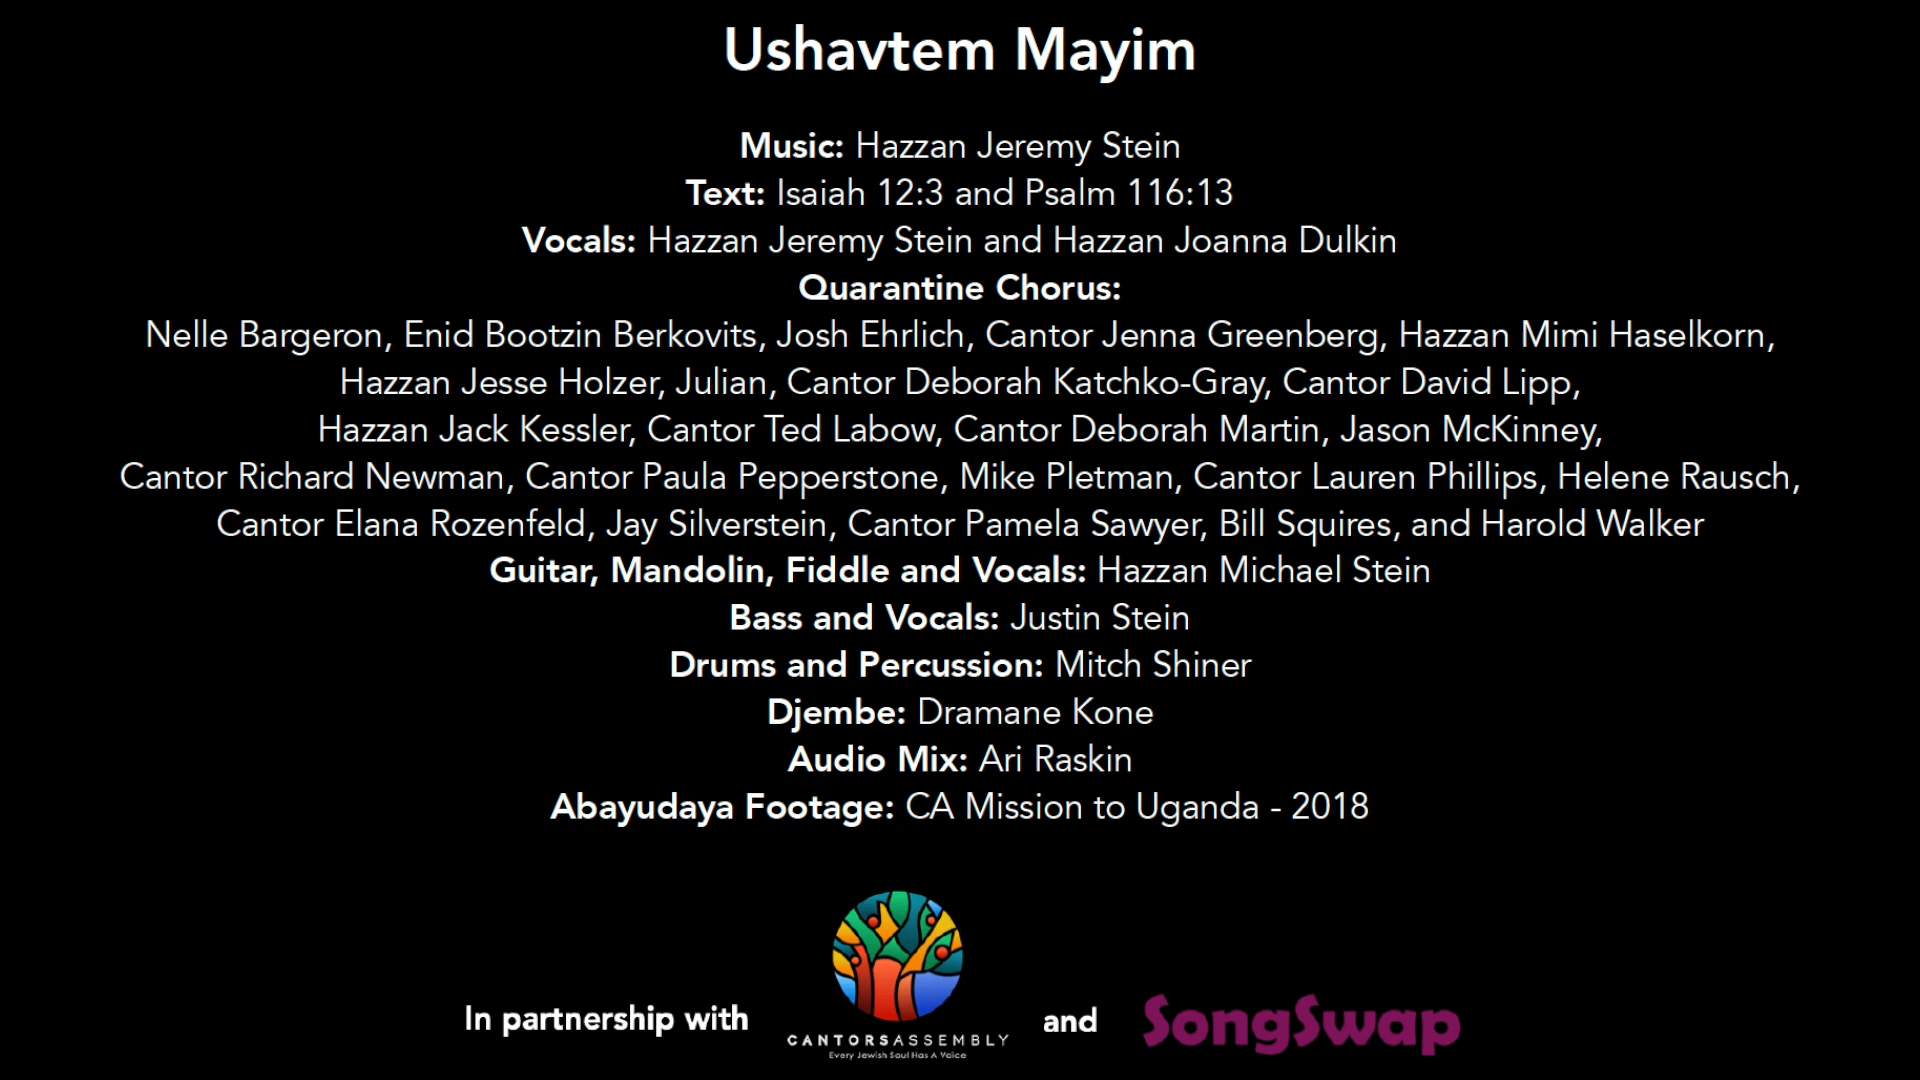 Ushavtem Mayim
Music: Hazzan Jeremy Stein
Text: Isaiah 12:3 and Psalm 116:13
Vocals: Hazzan Jeremy Stein and Hazzan Joanna Dulkin
Quarantine Chorus:
Nelle Bargeron, Enid Bootzin Berkovits, Josh Ehrlich, Cantor Jenna Greenberg, Hazzan Mimi Haselkorn,
Hazzan Jesse Holzer, Julian, Cantor Deborah Katchko-Gray, Cantor David Lipp,
Hazzan Jack Kessler, Cantor Ted Labow, Cantor Deborah Martin, Jason McKinney,
Cantor Richard Newman, Cantor Paula Pepperstone, Mike Pletman, Cantor Lauren Phillips, Helene Rausch,
Cantor Elana Rozenfeld, Jay Silverstein, Cantor Pamela Sawyer, Bill Squires, and Harold Walker
Guitar, Mandolin, Fiddle and Vocals: Hazzan Michael Stein
Bass and Vocals: Justin Stein
Drums and Percussion: Mitch Shiner
Djembe: Dramane Kone
Audio Mix: Ari Raskin
Abayudaya Footage: CA Mission to Uganda - 2018
In partnership with
CANTORSASSEMBLY
Every Jewish Soul Has A Voice
and
SongSwap